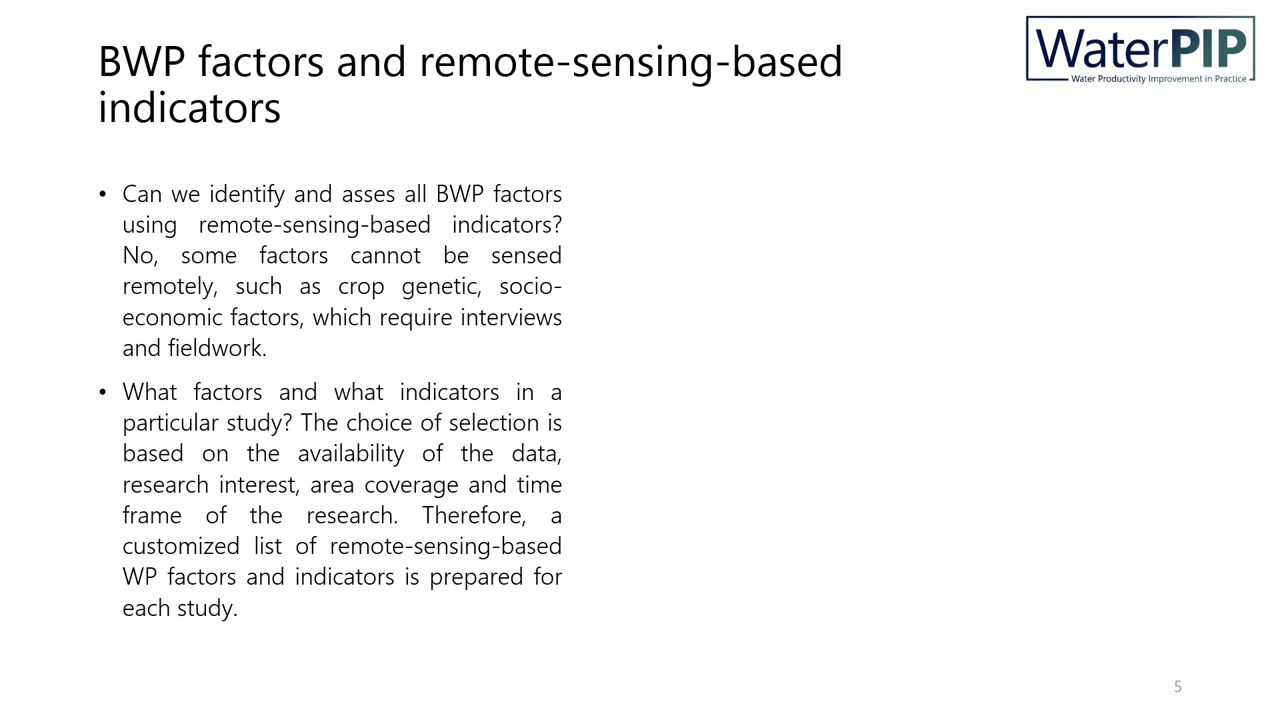 BWP factors and remote-sensing-based
indicators
WaterPIP
Water Productivity Improvement in Practice
• Can we identify and asses all BWP factors
using remote-sensing-based indicators?
No, some factors cannot be sensed
remotely, such as crop genetic, socio-
economic factors, which require interviews
and fieldwork.
• What factors and what indicators in a
particular study? The choice of selection is
based on the availability of the data,
research interest, area coverage and time
frame of the research. Therefore, a
customized list of remote-sensing-based
WP factors and indicators is prepared for
each study.
5